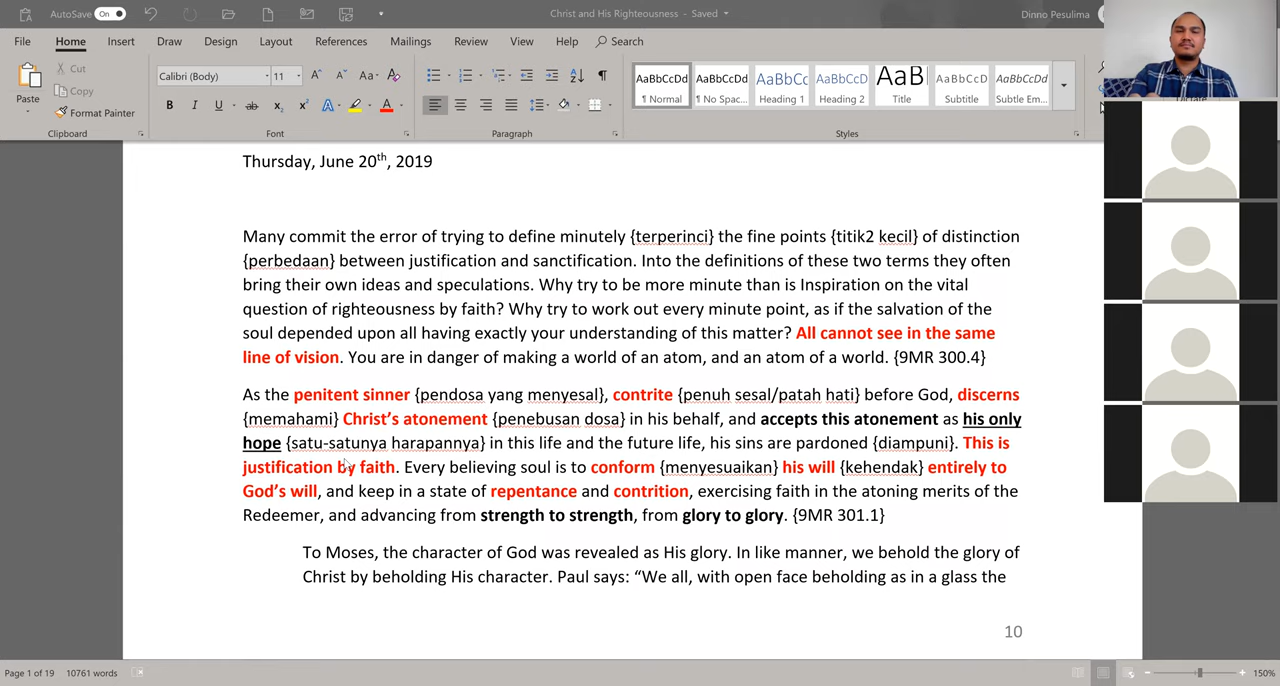 AutoSave On
Christ and His Righteousness - Saved
Dinno Pesulima
File Home Insert Draw Design Layout References Mailings Review View Help Search
Paste
Cut
Copy
Format Painter
Clipboard
Calibri (Body) 11
Font
Paragraph
AaBbCcDd AaBbCcDd AaBbCc AaBbCcD AaB AaBbCcD AaBbCcDd
¶ Normal ¶ No Spac... Heading 1 Heading 2 Title Subtitle Subtle Em...
Styles
Thursday, June 20th, 2019
Many commit the error of trying to define minutely {terperinci} the fine points {titik2 kecil} of distinction
{perbedaan} between justification and sanctification. Into the definitions of these two terms they often
bring their own ideas and speculations. Why try to be more minute than is Inspiration on the vital
question of righteousness by faith? Why try to work out every minute point, as if the salvation of the
soul depended upon all having exactly your understanding of this matter? All cannot see in the same
line of vision. You are in danger of making a world of an atom, and an atom of a world. {9MR 300.4}
As the penitent sinner {pendosa yang menyesal}, contrite {penuh sesal/patah hati} before God, discerns
{memahami} Christ's atonement {penebusan dosa} in his behalf, and accepts this atonement as his only
hope {satu-satunya harapannya} in this life and the future life, his sins are pardoned {diampuni}. This is
justification by faith. Every believing soul is to conform {menyesuaikan} his will {kehendak} entirely to
God's will, and keep in a state of repentance and contrition, exercising faith in the atoning merits of the
Redeemer, and advancing from strength to strength, from glory to glory. {9MR 301.1}
To Moses, the character of God was revealed as His glory. In like manner, we behold the glory of
Christ by beholding His character. Paul says: “We all, with open face beholding as in a glass the
10
Page 1 of 19 10761 words
150%